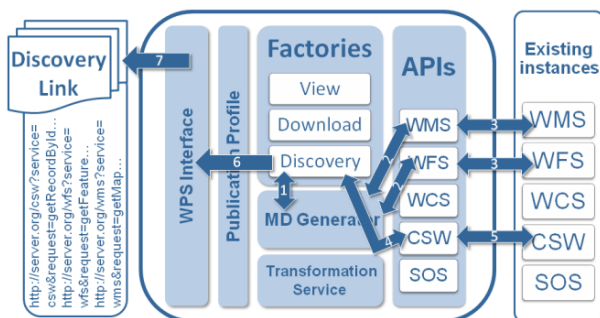 Discovery
Link
http://server.org/csw?service=
csw&request=getRecordById...
http://server.org/wfs?service=
wfs&request=getFeature...
http://server.org/wms?service=
wms&request=getMap...
7
WPS Interface
Publication Profile
6
Factories
View
Download
Discovery
1
MD Generator
Transformation
Service
2
2
4
APIs
WMS
WFS
WCS
CSW
SOS
3
3
5
Existing
instances
WMS
WFS
WCS
CSW
SOS